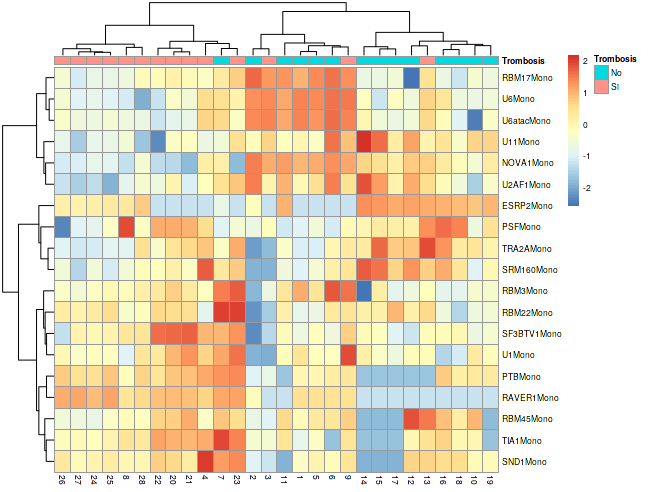 Trombosis
RBM17Mono
U6Mono
U6atacMono
U11Mono
NOVA1Mono
U2AF1Mono
ESRP2Mono
PSFMono
TRA2AMono
SRM160Mono
RBM3Mono
RBM22Mono
SF3BTV1Mono
U1Mono
PTBMono
RAVER1Mono
RBM45Mono
TIA1Mono
SND1Mono
26 27 24 25 8 28 22 20 21 4 7 23 2 3 11 1 5 6 9 14 15 17 12 13 16 18 10 19
2
1
0
-1
-2
Trombosis
No
SI